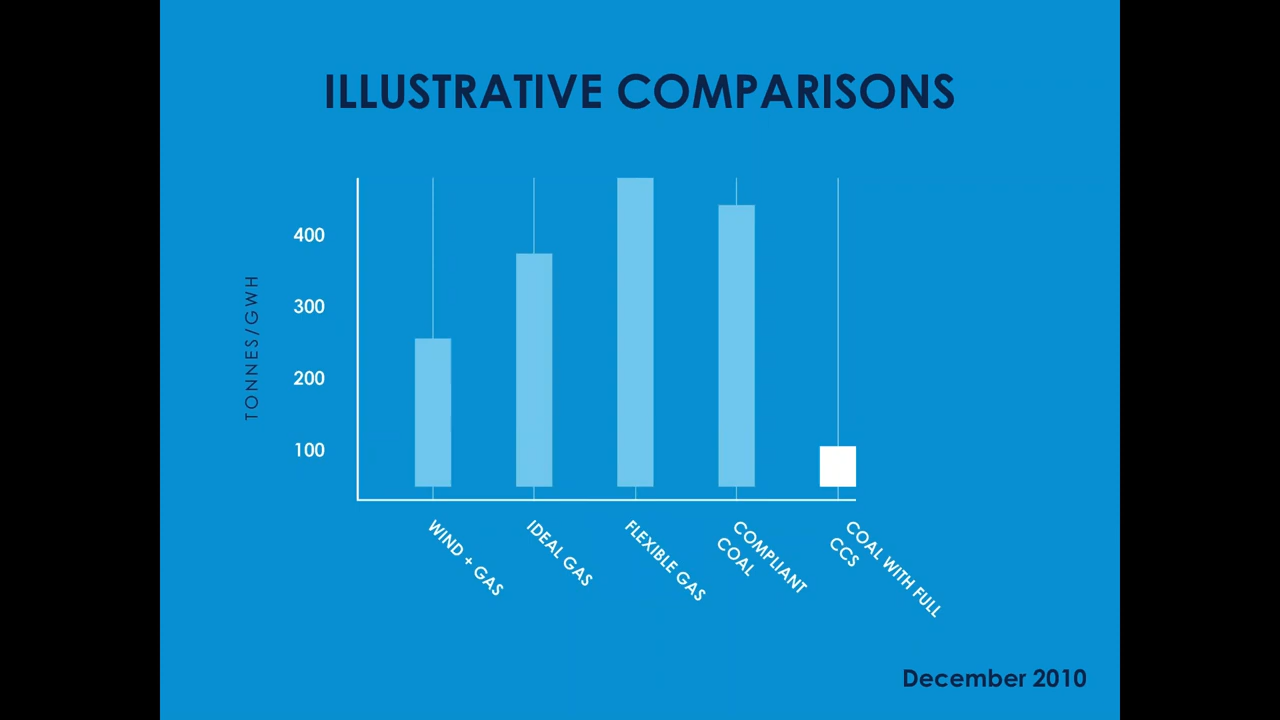 ILLUSTRATIVE COMPARISONS
TONNES/GWH
400
300
200
100
WIND + GAS
IDEAL GAS
FLEXIBLE GAS
COMPLIANT
COAL
COAL WITH FULL
CCS
December 2010